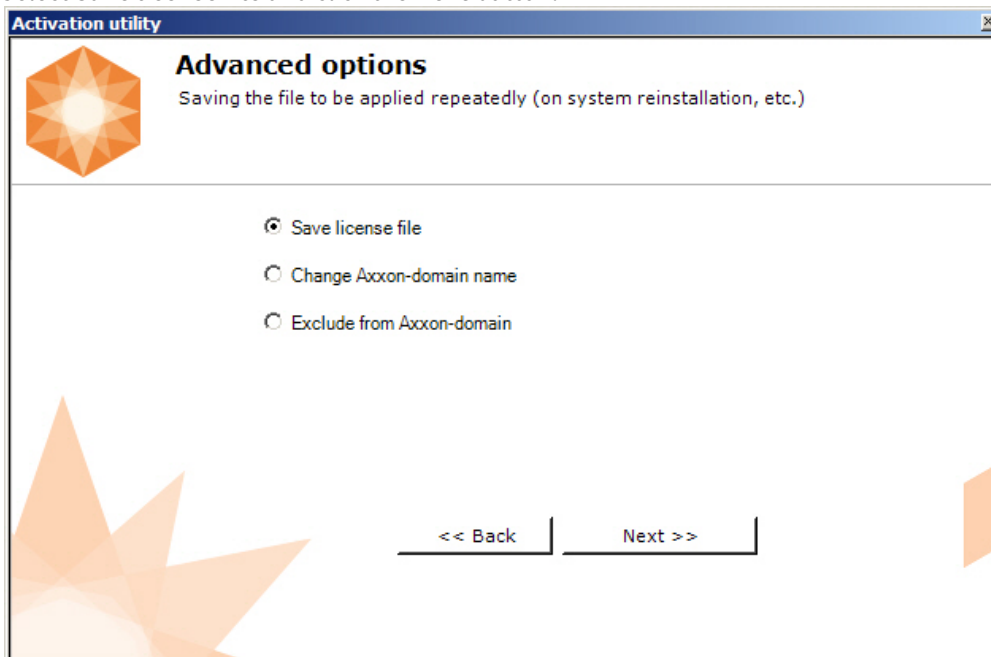 Activation utility
Advanced options
Saving the file to be applied repeatedly (on system reinstallation, etc.)
Save license file
Change Axxon-domain name
Exclude from Axxon-domain
<< Back
Next >>